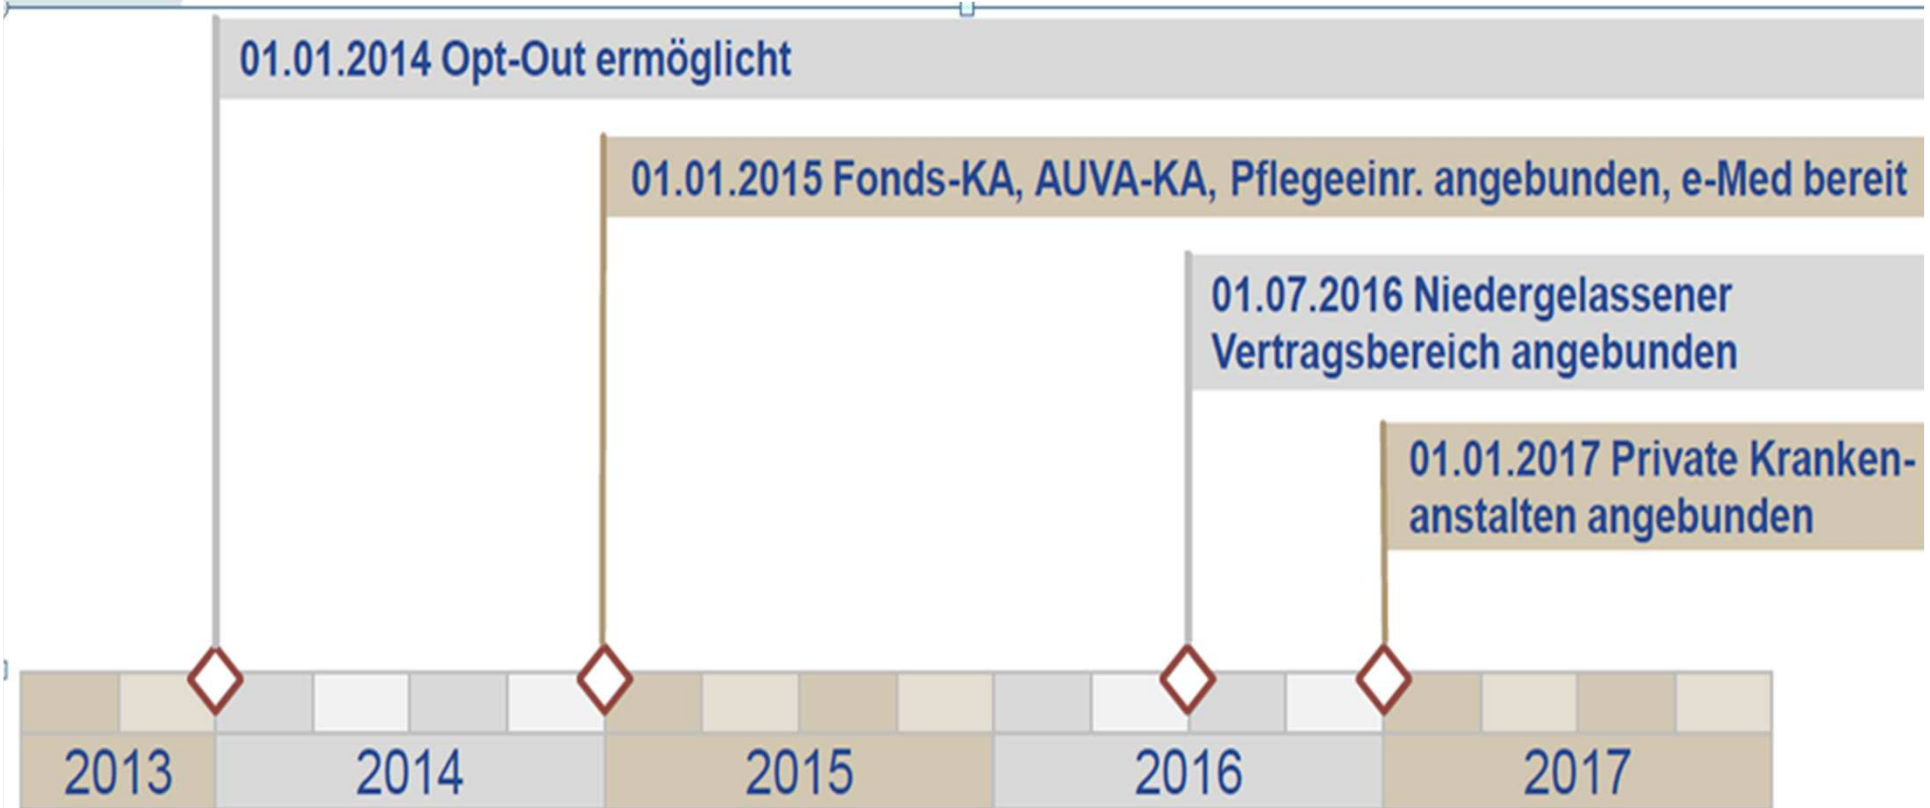 01.01.2014 Opt-Out ermöglicht
01.01.2015 Fonds-KA, AUVA-KA, Pflegeeinr. angebunden, e-Med bereit
01.07.2016 Niedergelassener
Vertragsbereich angebunden
01.01.2017 Private Kranken-
anstalten angebunden
2013 2014 2015 2016 2017